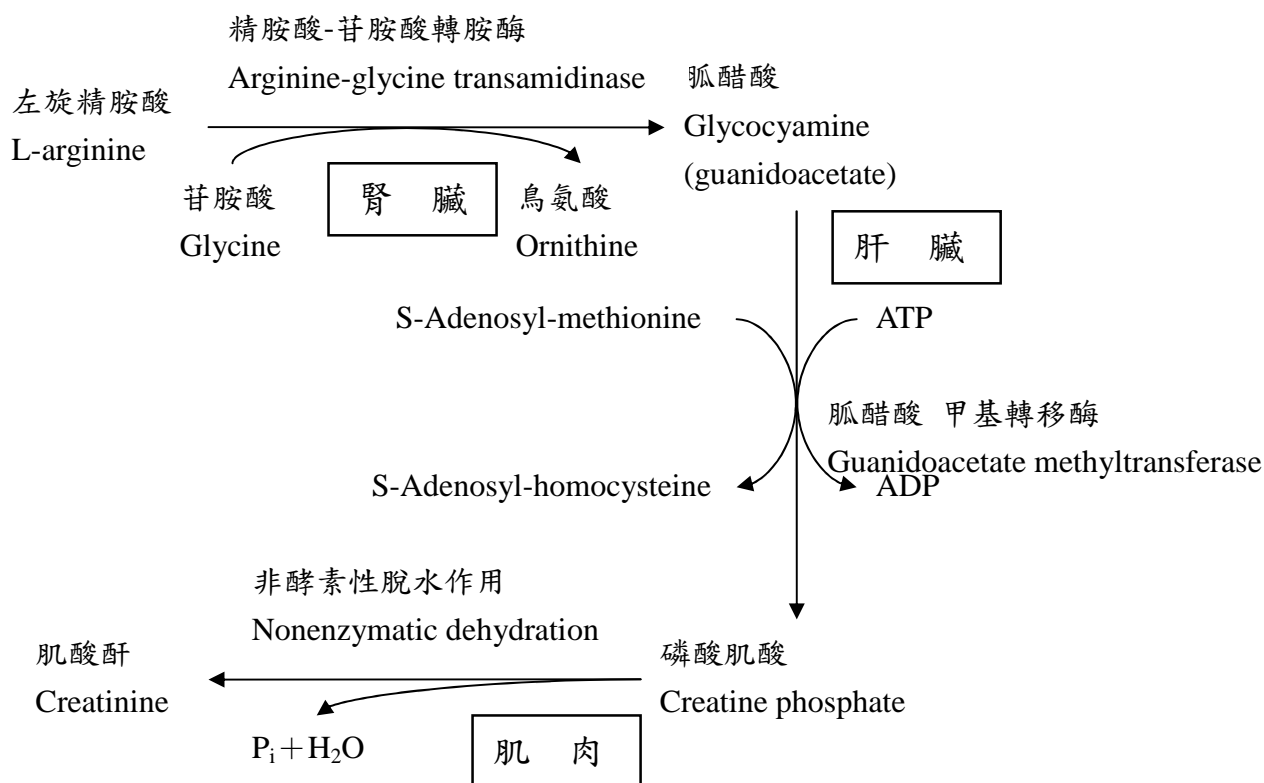 精胺酸-苷胺酸轉胺酶
Arginine-glycine transamidinase
左旋精胺酸
L-arginine
胍醋酸
Glycocyamine
(guanidoacetate)
苷胺酸
Glycine
腎 臟
鳥氨酸
Ornithine
肝 臟
S-Adenosyl-methionine
ATP
胍醋酸 甲基轉移酶
Guanidoacetate methyltransferase
S-Adenosyl-homocysteine
ADP
非酵素性脫水作用
Nonenzymatic dehydration
肌酸酐
Creatinine
磷酸肌酸
Creatine phosphate
Pᵢ＋H₂O
肌 肉